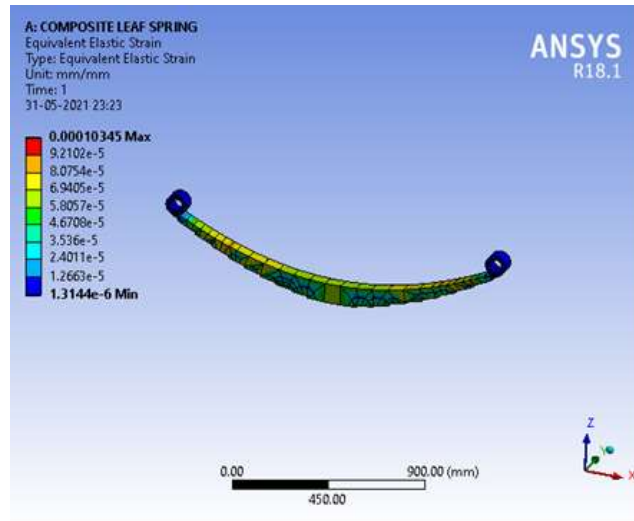 A: COMPOSITE LEAF SPRING
Equivalent Elastic Strain
Type: Equivalent Elastic Strain
Unit: mm/mm
Time: 1
31-05-2021 23:23
ANSYS
R18.1
0.00010345 Max
9.2102e-5
8.0754e-5
6.9405e-5
5.8057e-5
4.6708e-5
3.536e-5
2.4011e-5
1.2663e-5
1.3144e-6 Min
0.00
900.00 (mm)
450.00
Z
Y
X